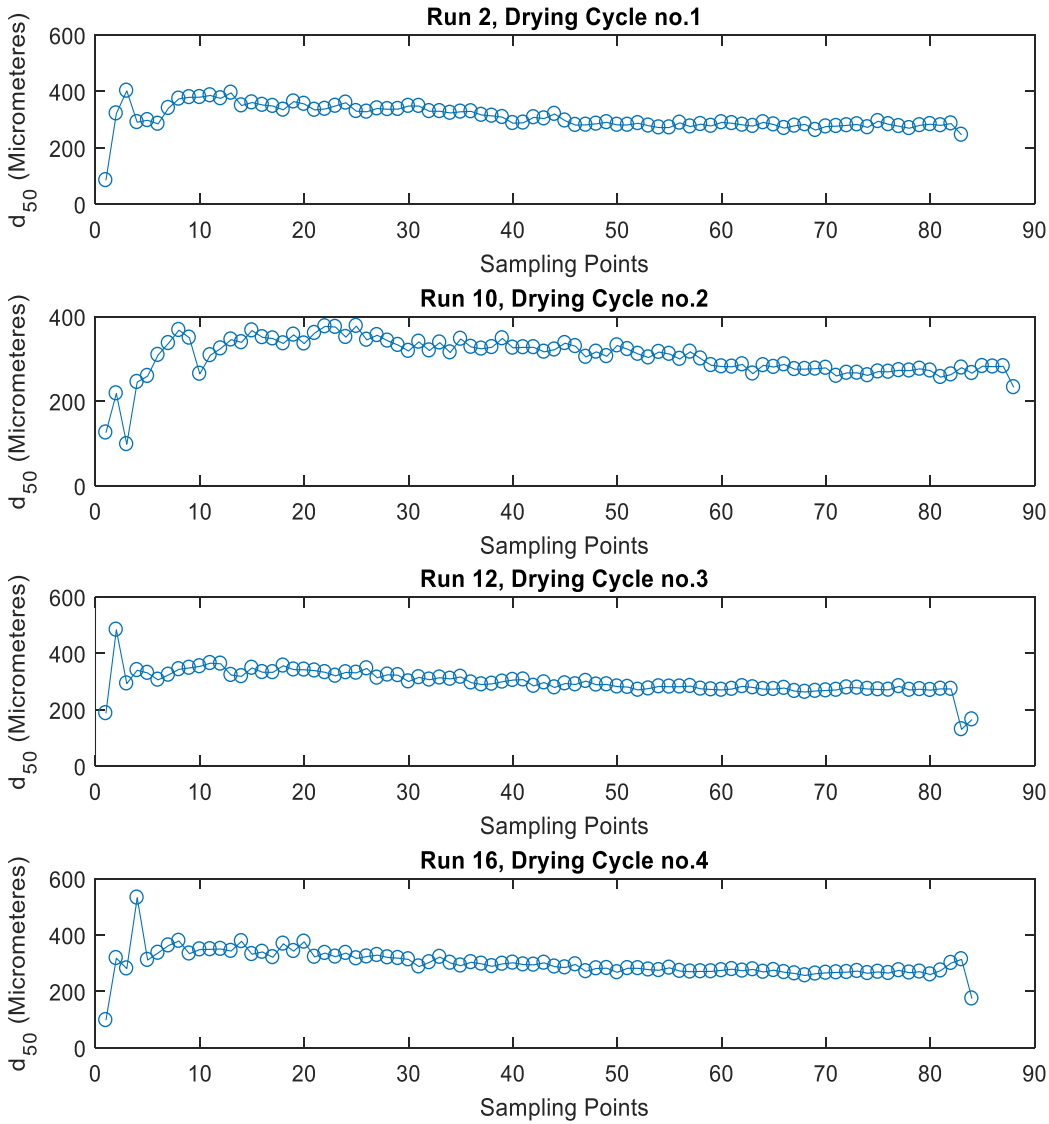 Run 2, Drying Cycle no.1
d50 (Micrometeres)
600
400
200
0
0 10 20 30 40 50 60 70 80 90
Sampling Points
Run 10, Drying Cycle no.2
d50 (Micrometeres)
400
200
0
0 10 20 30 40 50 60 70 80 90
Sampling Points
Run 12, Drying Cycle no.3
d50 (Micrometeres)
600
400
200
0
0 10 20 30 40 50 60 70 80 90
Sampling Points
Run 16, Drying Cycle no.4
d50 (Micrometeres)
600
400
200
0
0 10 20 30 40 50 60 70 80 90
Sampling Points